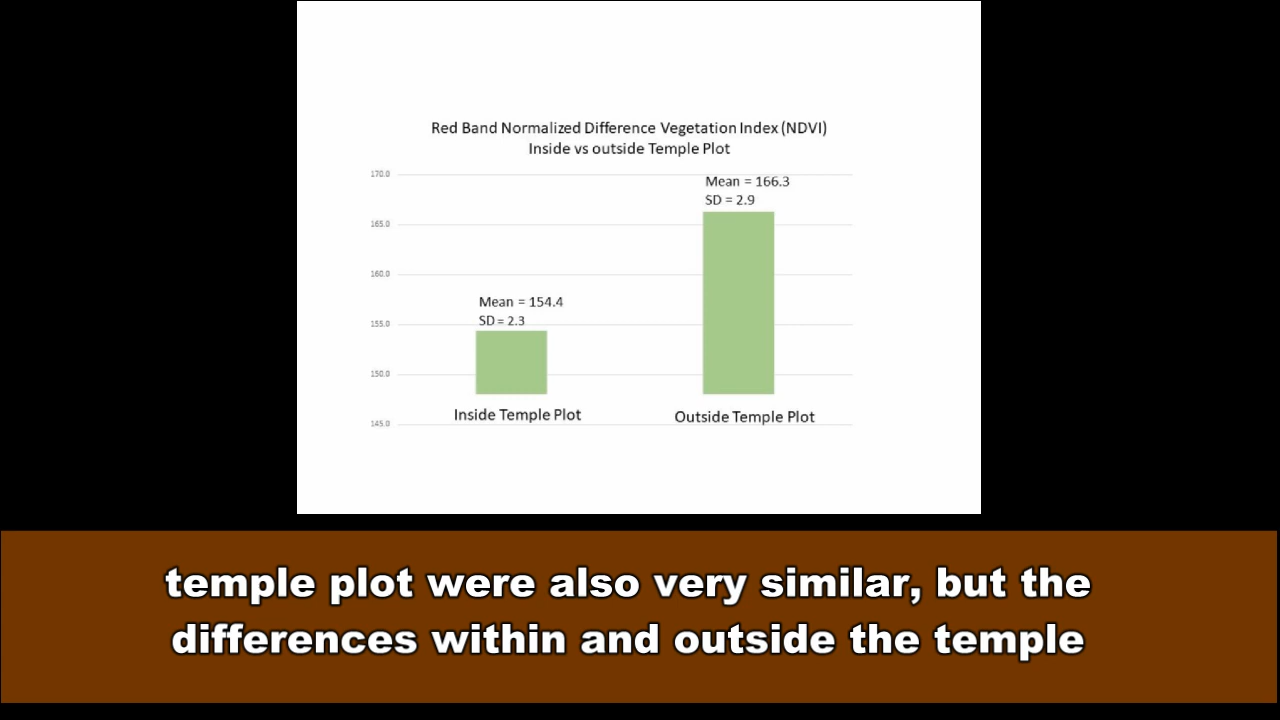 Red Band Normalized Difference Vegetation Index (NDVI)
Inside vs outside Temple Plot
170.0
Mean = 166.3
SD = 2.9
165.0
160.0
Mean = 154.4
SD = 2.3
155.0
150.0
Inside Temple Plot
Outside Temple Plot
145.0
temple plot were also very similar, but the
differences within and outside the temple